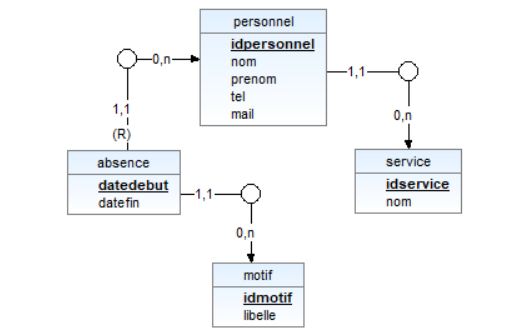 personnel
idpersonnel
nom
prenom
tel
mail
0,n
1,1
1,1
(R)
0,n
absence
datedebut
datefin
service
idservice
nom
1,1
0,n
motif
idmotif
libelle